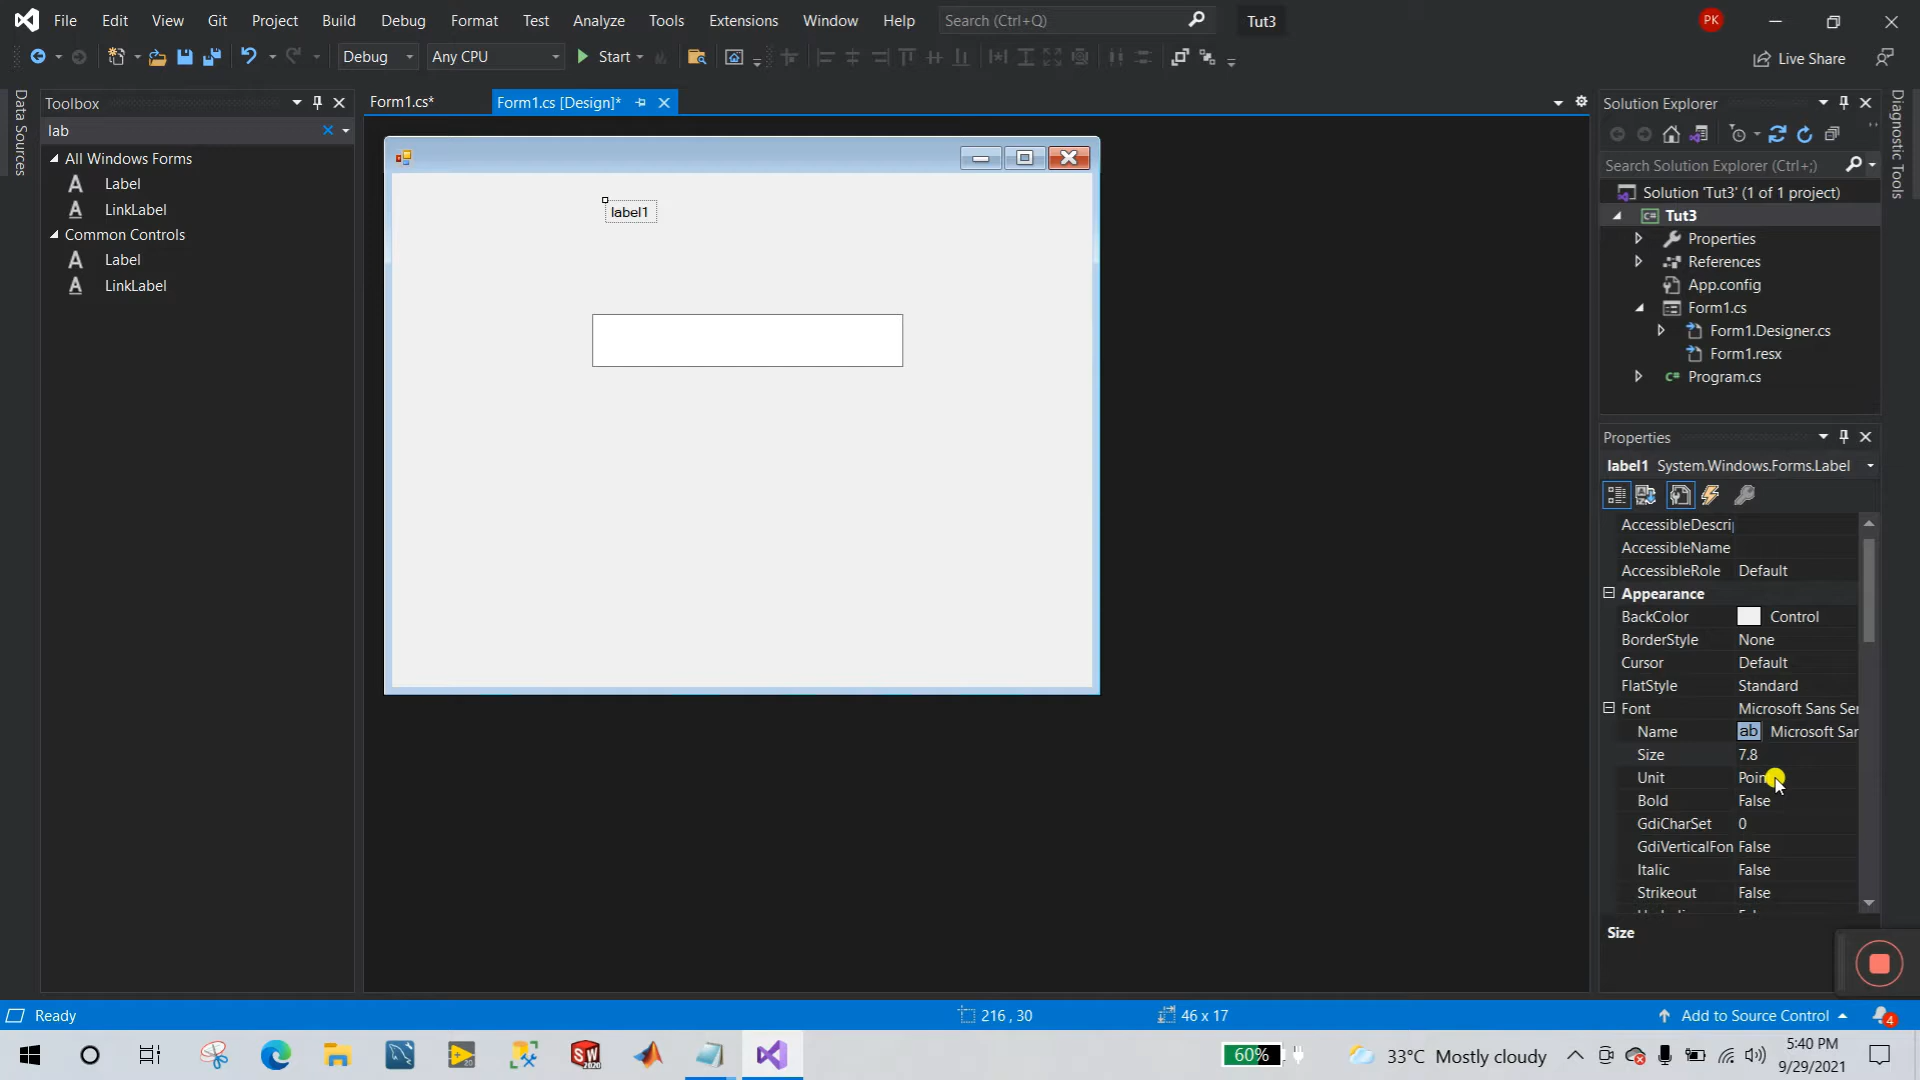 File Edit View Git Project Build Debug Format Test Analyze Tools Extensions Window Help Search (Ctrl+Q) Tut3 PK
Debug Any CPU Start Live Share
Data Sources
Toolbox
lab
All Windows Forms
A Label
A LinkLabel
Common Controls
A Label
A LinkLabel
Form1.cs* Form1.cs [Design]*
label1
Solution Explorer
Search Solution Explorer (Ctrl+;)
Solution 'Tut3' (1 of 1 project)
C# Tut3
Properties
References
App.config
Form1.cs
Form1.Designer.cs
Form1.resx
C# Program.cs
Diagnostic Tools
Properties
label1 System.Windows.Forms.Label
AccessibleDescri
AccessibleName
AccessibleRole Default
Appearance
BackColor Control
BorderStyle None
Cursor Default
FlatStyle Standard
Font Microsoft Sans Ser
Name ab Microsoft Sar
Size 7.8
Unit Poin
Bold False
GdiCharSet 0
GdiVerticalFon False
Italic False
Strikeout False
Size
Ready 216 , 30 46 x 17 Add to Source Control 4
SW 2020 60% 33°C Mostly cloudy 5:40 PM
9/29/2021